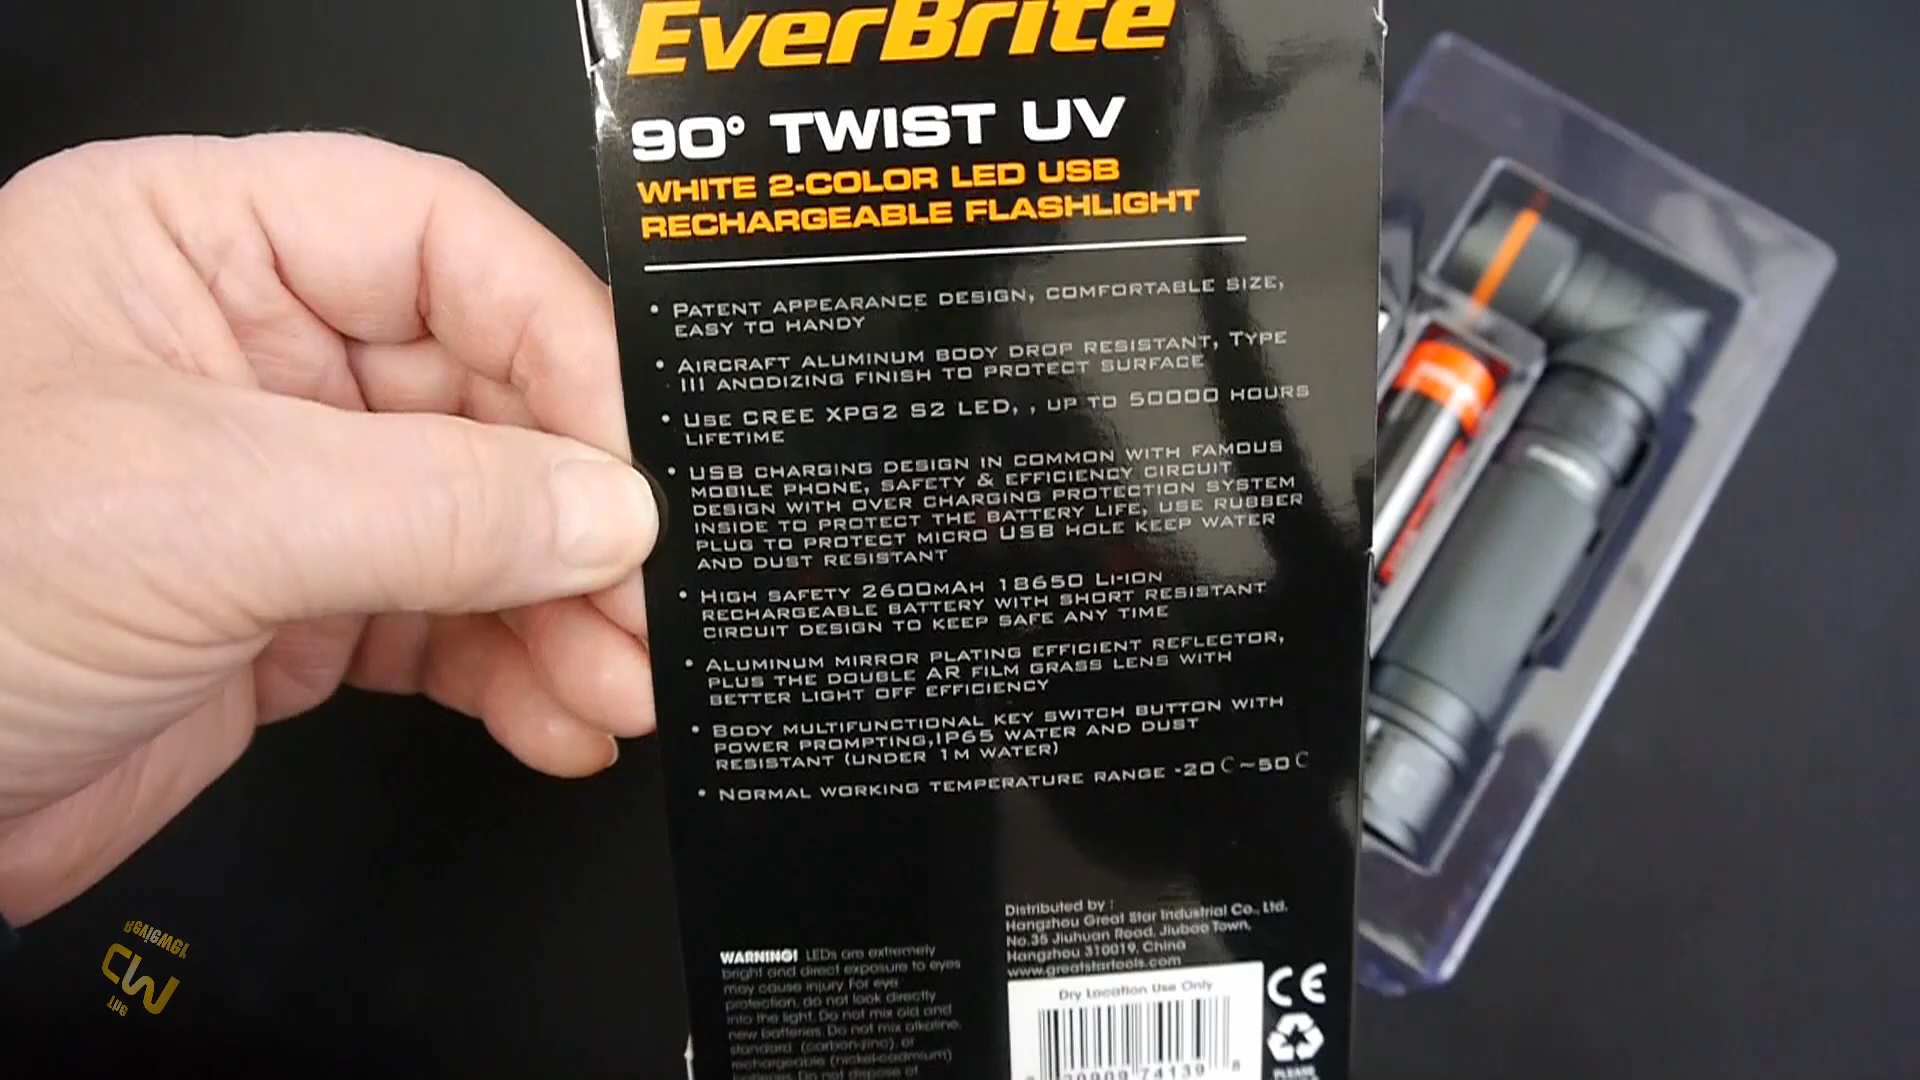 EverBrite
90° TWIST UV
WHITE 2-COLOR LED USB
RECHARGEABLE FLASHLIGHT
• PATENT APPEARANCE DESIGN, COMFORTABLE SIZE,
EASY TO HANDY
• AIRCRAFT ALUMINUM BODY DROP RESISTANT, TYPE
III ANODIZING FINISH TO PROTECT SURFACE
• USE CREE XPG2 S2 LED, , UP TO 50000 HOURS
LIFETIME
• USB CHARGING DESIGN IN COMMON WITH FAMOUS
MOBILE PHONE, SAFETY & EFFICIENCY CIRCUIT
DESIGN WITH OVER CHARGING PROTECTION SYSTEM
INSIDE TO PROTECT THE BATTERY LIFE, USE RUBBER
PLUG TO PROTECT MICRO USB HOLE KEEP WATER
AND DUST RESISTANT
• HIGH SAFETY 2600MAH 18650 LI-ION
RECHARGEABLE BATTERY WITH SHORT RESISTANT
CIRCUIT DESIGN TO KEEP SAFE ANY TIME
• ALUMINUM MIRROR PLATING EFFICIENT REFLECTOR,
PLUS THE DOUBLE AR FILM GRASS LENS WITH
BETTER LIGHT OFF EFFICIENCY
• BODY MULTIFUNCTIONAL KEY SWITCH BUTTON WITH
POWER PROMPTING,IP65 WATER AND DUST
RESISTANT (UNDER 1M WATER)
• NORMAL WORKING TEMPERATURE RANGE -20 C~50 C
WARNING! LEDs are extremely
bright and direct exposure to eyes
may cause injury. For eye
protection, do not look directly
into the light. Do not mix old and
new batteries. Do not mix alkaline,
standard (carbon-zinc), or
rechargeable (nickel-cadmium)
batteries. Do not dispose of
Distributed by :
Hangzhou Great Star Industrial Co., Ltd.
No.35 Jiuhuan Road, Jiubao Town,
Hangzhou 310019, China
www.greatstartools.com
Dry Location Use Only
74139
CE
PLEASE
The
MD
Reviewer